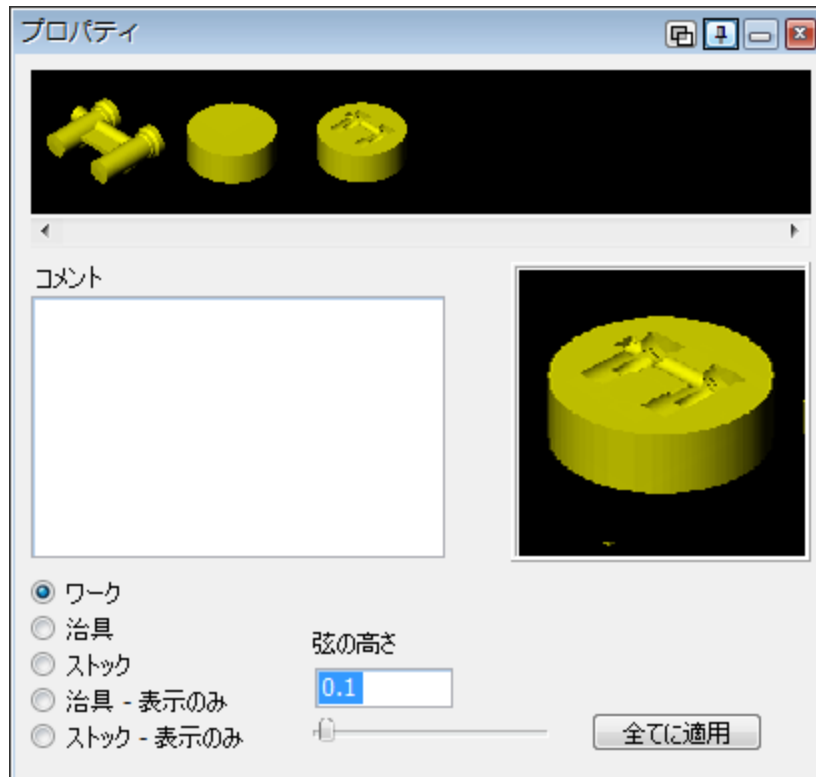 プロパティ
コメント
ワーク
治具
ストック
治具 - 表示のみ
ストック - 表示のみ
弦の高さ
0.1
全てに適用